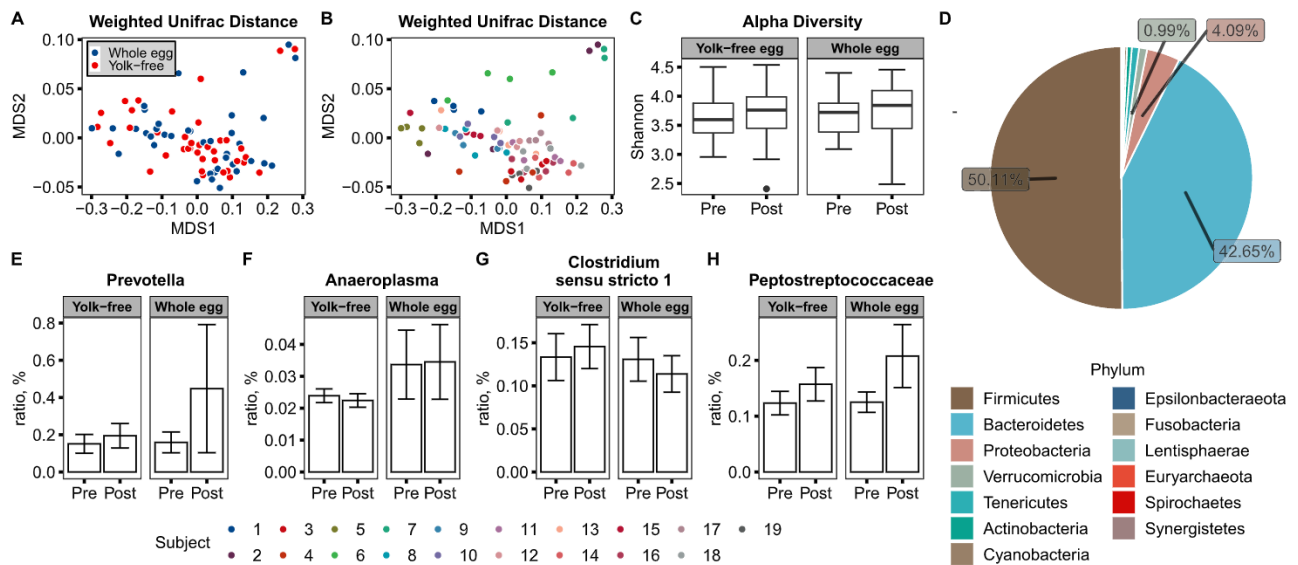 A
Weighted Unifrac Distance
Whole egg
Yolk-free
MDS2
0.10
0.05
0.00
−0.05
−0.3 −0.2 −0.1 0.0 0.1 0.2 0.3
MDS1
B
Weighted Unifrac Distance
MDS2
0.10
0.05
0.00
−0.05
−0.3 −0.2 −0.1 0.0 0.1 0.2 0.3
MDS1
C
Alpha Diversity
Yolk-free egg Whole egg
Shannon
4.5
4.0
3.5
3.0
2.5
Pre Post Pre Post
D
0.99%
4.09%
50.11%
42.65%
E
Prevotella
Yolk−free Whole egg
ratio, %
0.8
0.6
0.4
0.2
0.0
Pre Post Pre Post
F
Anaeroplasma
Yolk−free Whole egg
ratio, %
0.04
0.03
0.02
0.01
0.00
Pre Post Pre Post
G
Clostridium
sensu stricto 1
Yolk−free Whole egg
ratio, %
0.15
0.10
0.05
0.00
Pre Post Pre Post
H
Peptostreptococcaceae
Yolk−free Whole egg
ratio, %
0.2
0.1
0.0
Pre Post Pre Post
Subject
1 3 5 7 9 11 13 15 17 19
2 4 6 8 10 12 14 16 18
Phylum
Firmicutes
Bacteroidetes
Proteobacteria
Verrucomicrobia
Tenericutes
Actinobacteria
Cyanobacteria
Epsilonbacteraeota
Fusobacteria
Lentisphaerae
Euryarchaeota
Spirochaetes
Synergistetes